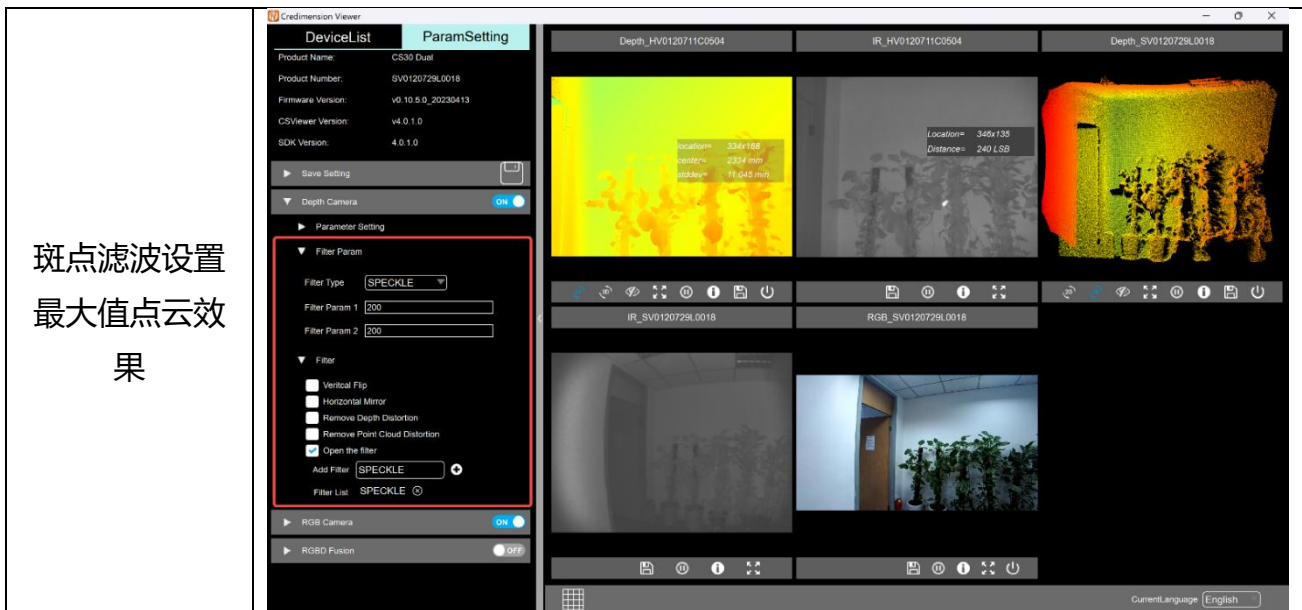 斑点滤波设置
最大值点云效
果
Credimension Viewer
DeviceList
ParamSetting
Product Name: CS30 Dual
Product Number: SV0120729L0018
Firmware Version: v0.10.5.0_20230413
CSViewer Version: v4.0.1.0
SDK Version: 4.0.1.0
Save Setting
Depth Camera ON
Parameter Setting
Filter Param
Filter Type SPECKLE
Filter Param 1 200
Filter Param 2 200
Filter
Veritcal Flip
Horizontal Mirror
Remove Depth Distortion
Remove Point Cloud Distortion
Open the filter
Add Filter SPECKLE
Filter List SPECKLE
RGB Camera ON
RGBD Fusion OFF
Depth_HV0120711C0504
location= 334x188
center= 2334 mm
stddev= 11.045 mm
3D
IR_HV0120711C0504
Location= 346x135
Distance= 240 LSB
Depth_SV0120729L0018
2D
IR_SV0120729L0018
RGB_SV0120729L0018
CurrentLanguage English